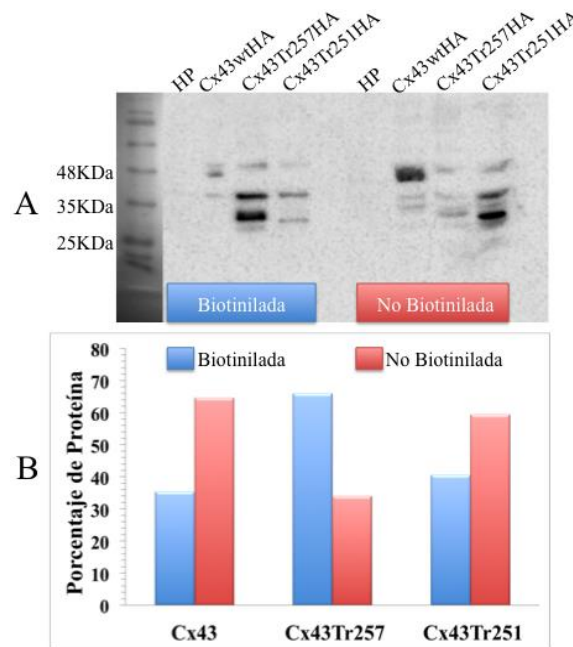 HP Cx43wtHA Cx43Tr257HA Cx43Tr251HA HP Cx43wtHA Cx43Tr257HA Cx43Tr251HA
A
48KDa
35KDa
25KDa
Biotinilada No Biotinilada
B
Porcentaje de Proteína
80
70
60
50
40
30
20
10
0
Biotinilada No Biotinilada
Cx43 Cx43Tr257 Cx43Tr251